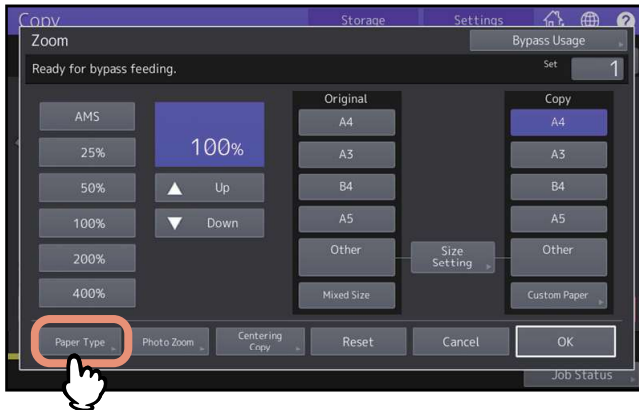 Copy
Storage
Settings
?
Zoom
Bypass Usage
Ready for bypass feeding.
Set
1
AMS
25%
50%
100%
200%
400%
100%
Up
Down
Original
A4
A3
B4
A5
Other
Mixed Size
Size
Setting
Copy
A4
A3
B4
A5
Other
Custom Paper
Paper Type
Photo Zoom
Centering
Copy
Reset
Cancel
OK
Job Status